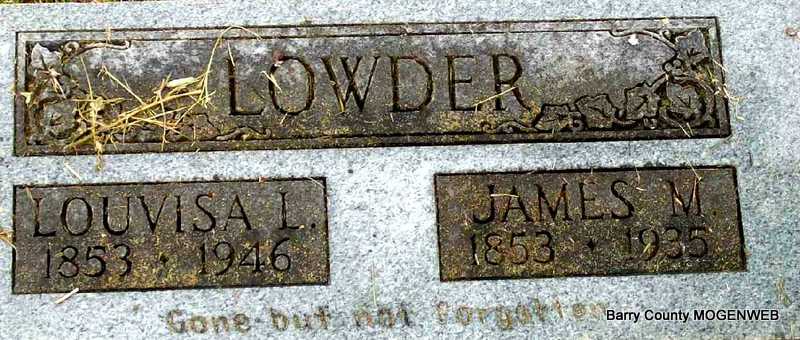 LOWDER
LOUVISA L.
1853 • 1946
JAMES M.
1853 • 1935
Gone but not forgotten
Barry County MOGENWEB